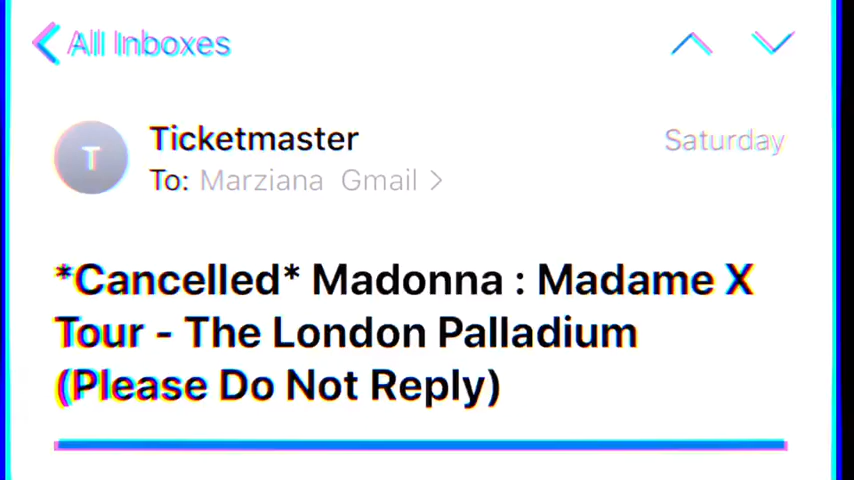 All Inboxes
T
Ticketmaster
Saturday
To: Marziana Gmail
*Cancelled* Madonna : Madame X
Tour - The London Palladium
(Please Do Not Reply)